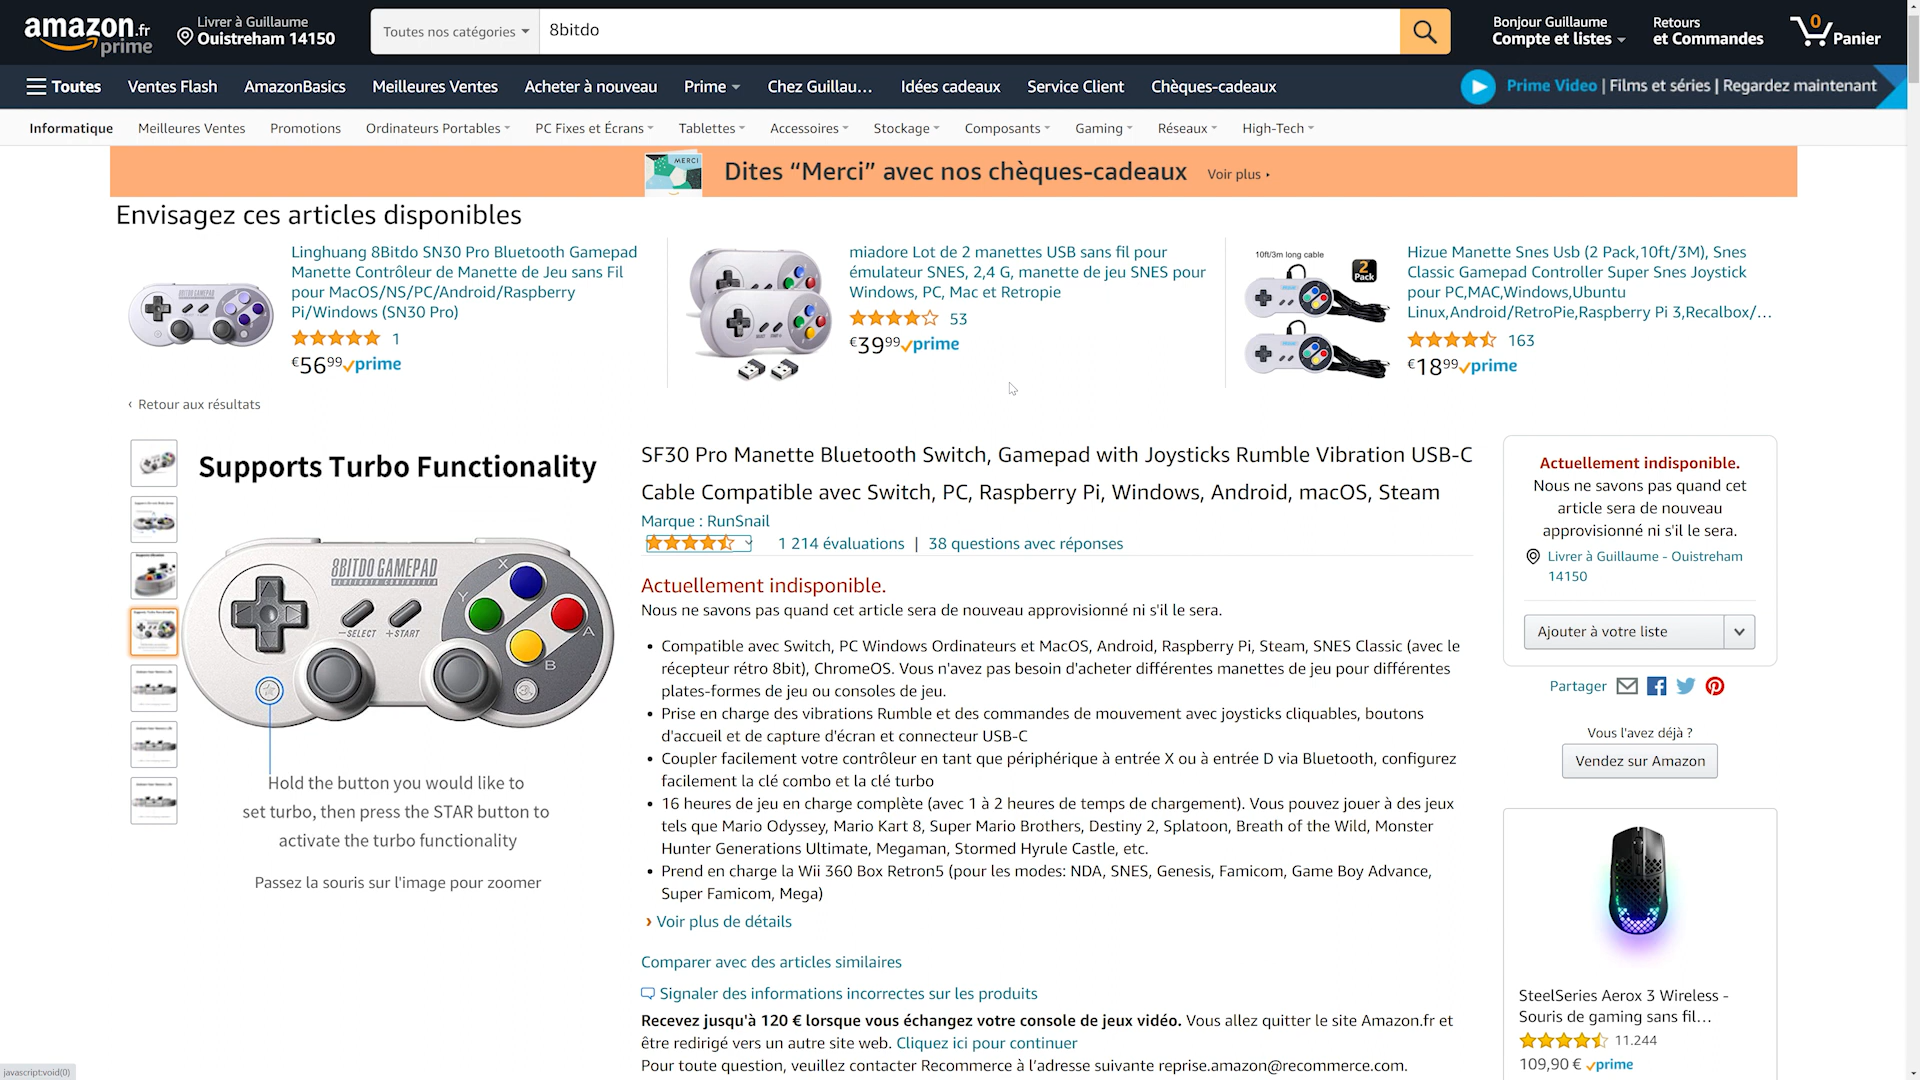 amazon.fr
prime
Livrer à Guillaume
Ouistreham 14150
Toutes nos catégories
8bitdo
Bonjour Guillaume
Compte et listes
Retours
et Commandes
0
Panier
Toutes
Ventes Flash
AmazonBasics
Meilleures Ventes
Acheter à nouveau
Prime
Chez Guillau…
Idées cadeaux
Service Client
Chèques-cadeaux
Prime Video | Films et séries | Regardez maintenant
Informatique
Meilleures Ventes
Promotions
Ordinateurs Portables
PC Fixes et Écrans
Tablettes
Accessoires
Stockage
Composants
Gaming
Réseaux
High-Tech
MERCI
Dites “Merci” avec nos chèques-cadeaux
Voir plus ▸
Envisagez ces articles disponibles
Linghuang 8Bitdo SN30 Pro Bluetooth Gamepad
Manette Contrôleur de Manette de Jeu sans Fil
pour MacOS/NS/PC/Android/Raspberry
Pi/Windows (SN30 Pro)
1
€56,99 prime
miadore Lot de 2 manettes USB sans fil pour
émulateur SNES, 2,4 G, manette de jeu SNES pour
Windows, PC, Mac et Retropie
53
€39,99 prime
10ft/3m long cable
2
Pack
Hizue Manette Snes Usb (2 Pack,10ft/3M), Snes
Classic Gamepad Controller Super Snes Joystick
pour PC,MAC,Windows,Ubuntu
Linux,Android/RetroPie,Raspberry Pi 3,Recalbox/…
163
€18,99 prime
‹ Retour aux résultats
Supports Turbo Functionality
8BITDO GAMEPAD
BLUETOOTH CONTROLLER
X
Y
A
B
−SELECT
+START
Hold the button you would like to
set turbo, then press the STAR button to
activate the turbo functionality
Passez la souris sur l'image pour zoomer
SF30 Pro Manette Bluetooth Switch, Gamepad with Joysticks Rumble Vibration USB-C
Cable Compatible avec Switch, PC, Raspberry Pi, Windows, Android, macOS, Steam
Marque : RunSnail
1 214 évaluations | 38 questions avec réponses
Actuellement indisponible.
Nous ne savons pas quand cet article sera de nouveau approvisionné ni s'il le sera.
• Compatible avec Switch, PC Windows Ordinateurs et MacOS, Android, Raspberry Pi, Steam, SNES Classic (avec le
récepteur rétro 8bit), ChromeOS. Vous n'avez pas besoin d'acheter différentes manettes de jeu pour différentes
plates-formes de jeu ou consoles de jeu.
• Prise en charge des vibrations Rumble et des commandes de mouvement avec joysticks cliquables, boutons
d'accueil et de capture d'écran et connecteur USB-C
• Coupler facilement votre contrôleur en tant que périphérique à entrée X ou à entrée D via Bluetooth, configurez
facilement la clé combo et la clé turbo
• 16 heures de jeu en charge complète (avec 1 à 2 heures de temps de chargement). Vous pouvez jouer à des jeux
tels que Mario Odyssey, Mario Kart 8, Super Mario Brothers, Destiny 2, Splatoon, Breath of the Wild, Monster
Hunter Generations Ultimate, Megaman, Stormed Hyrule Castle, etc.
• Prend en charge la Wii 360 Box Retron5 (pour les modes: NDA, SNES, Genesis, Famicom, Game Boy Advance,
Super Famicom, Mega)
› Voir plus de détails
Comparer avec des articles similaires
Signaler des informations incorrectes sur les produits
Recevez jusqu'à 120 € lorsque vous échangez votre console de jeux vidéo. Vous allez quitter le site Amazon.fr et
être redirigé vers un autre site web. Cliquez ici pour continuer
Pour toute question, veuillez contacter Recommerce à l’adresse suivante reprise.amazon@recommerce.com.
Actuellement indisponible.
Nous ne savons pas quand cet
article sera de nouveau
approvisionné ni s'il le sera.
Livrer à Guillaume - Ouistreham
14150
Ajouter à votre liste
Partager
Vous l'avez déjà ?
Vendez sur Amazon
SteelSeries Aerox 3 Wireless -
Souris de gaming sans fil…
11.244
109,90 € prime
javascript:void(0)